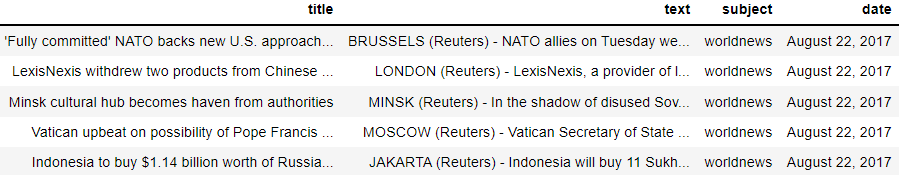 title text subject date
'Fully committed' NATO backs new U.S. approach... BRUSSELS (Reuters) - NATO allies on Tuesday we... worldnews August 22, 2017
LexisNexis withdrew two products from Chinese ... LONDON (Reuters) - LexisNexis, a provider of l... worldnews August 22, 2017
Minsk cultural hub becomes haven from authorities MINSK (Reuters) - In the shadow of disused Sov... worldnews August 22, 2017
Vatican upbeat on possibility of Pope Francis ... MOSCOW (Reuters) - Vatican Secretary of State ... worldnews August 22, 2017
Indonesia to buy $1.14 billion worth of Russia... JAKARTA (Reuters) - Indonesia will buy 11 Sukh... worldnews August 22, 2017